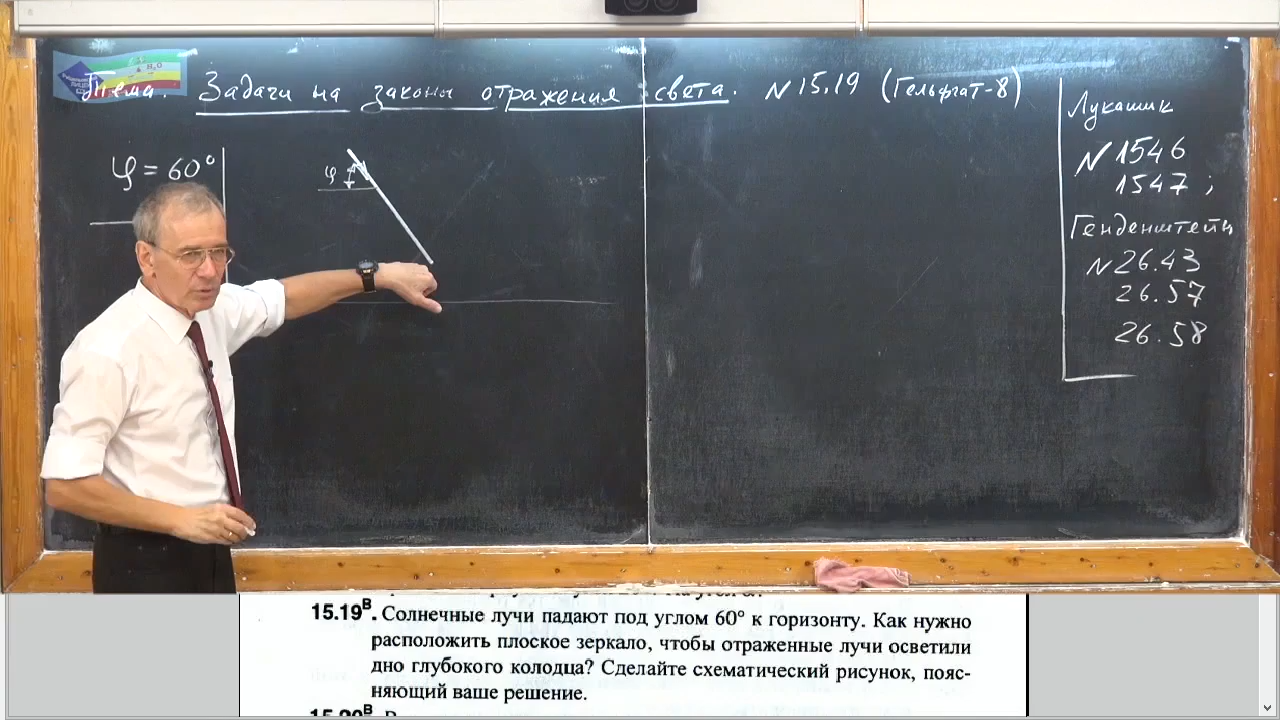 Тема. Задачи на законы отражения света. №15.19 (Гельфгат-8)
φ = 60°
φ
Лукашик
№1546
1547;
Генденштейн
№26.43
26.57
26.58
15.19В. Солнечные лучи падают под углом 60° к горизонту. Как нужно
расположить плоское зеркало, чтобы отраженные лучи осветили
дно глубокого колодца? Сделайте схематический рисунок, пояс-
няющий ваше решение.